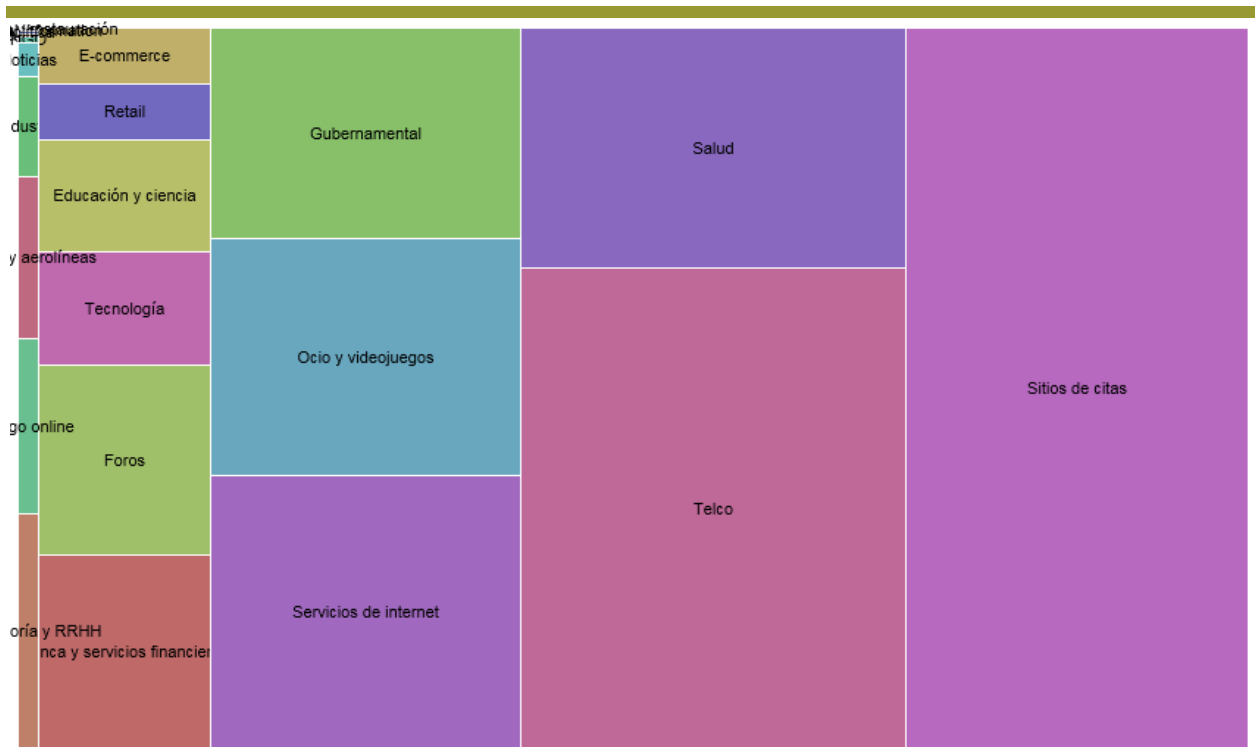 E-commerce
oticias
Retail
dus
Gubernamental
Salud
Educación y ciencia
y aerolíneas
Tecnología
Ocio y videojuegos
Sitios de citas
go online
Foros
Telco
Servicios de internet
oría y RRHH
nca y servicios financier